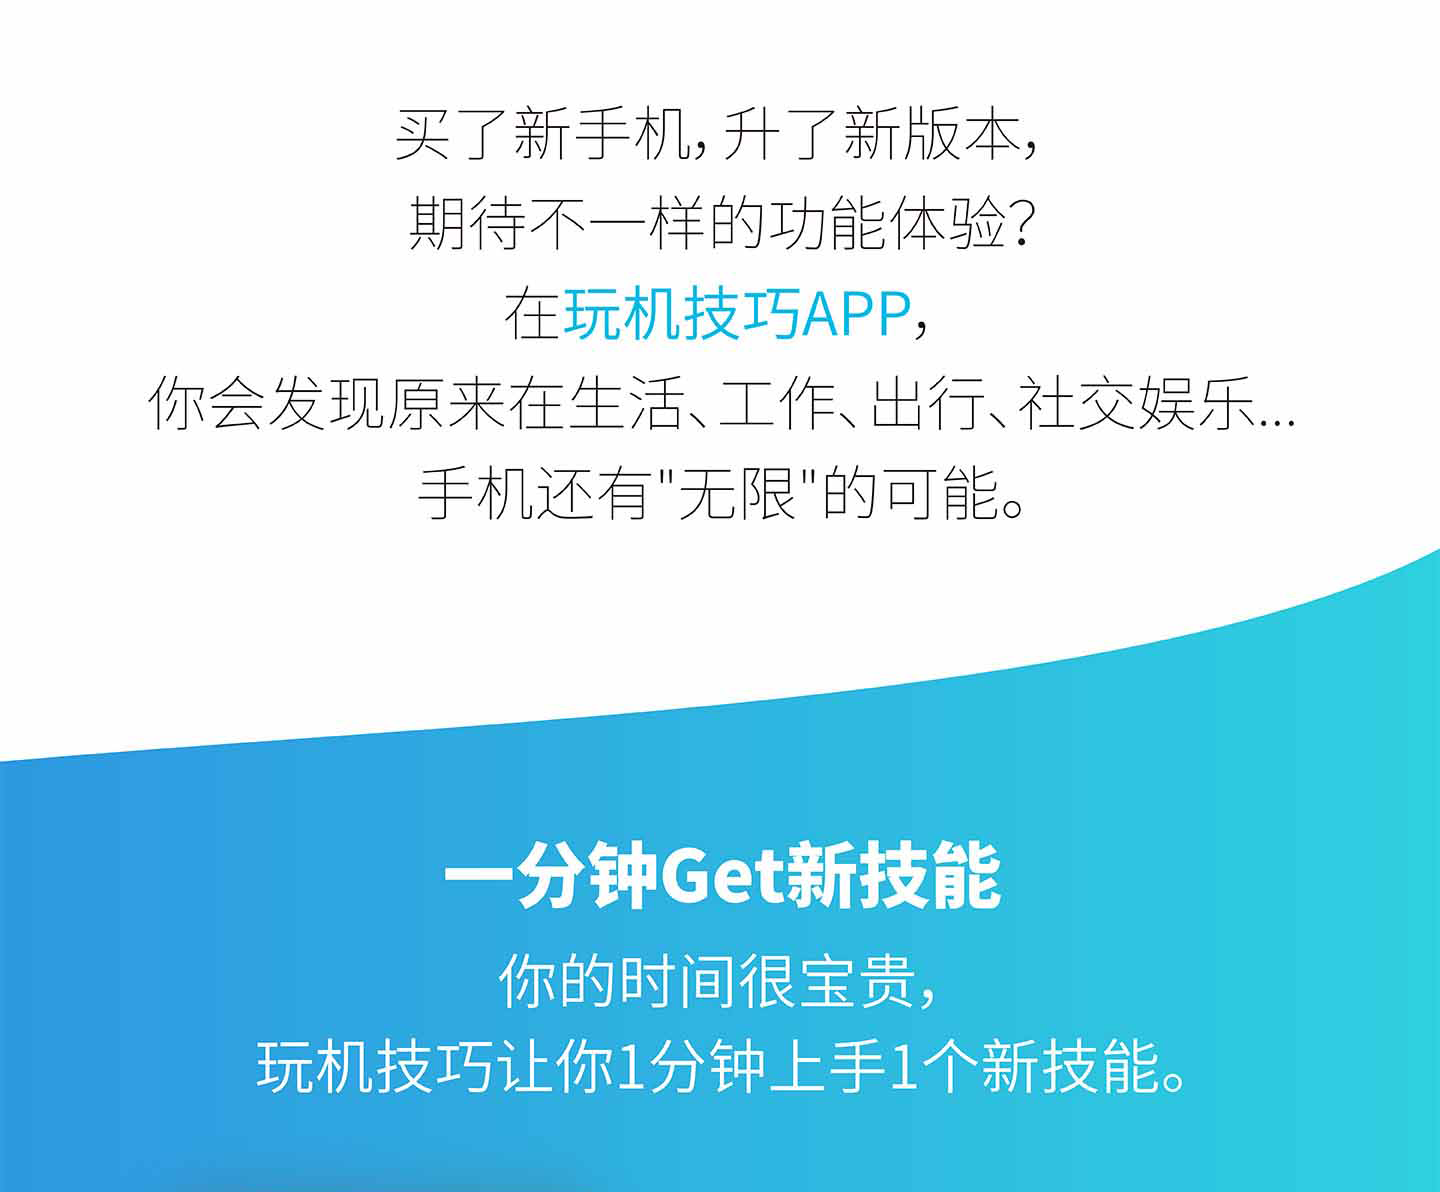 买了新手机，升了新版本，
期待不一样的功能体验？
在玩机技巧APP，
你会发现原来在生活、工作、出行、社交娱乐...
手机还有"无限"的可能。
一分钟Get新技能
你的时间很宝贵，
玩机技巧让你1分钟上手1个新技能。